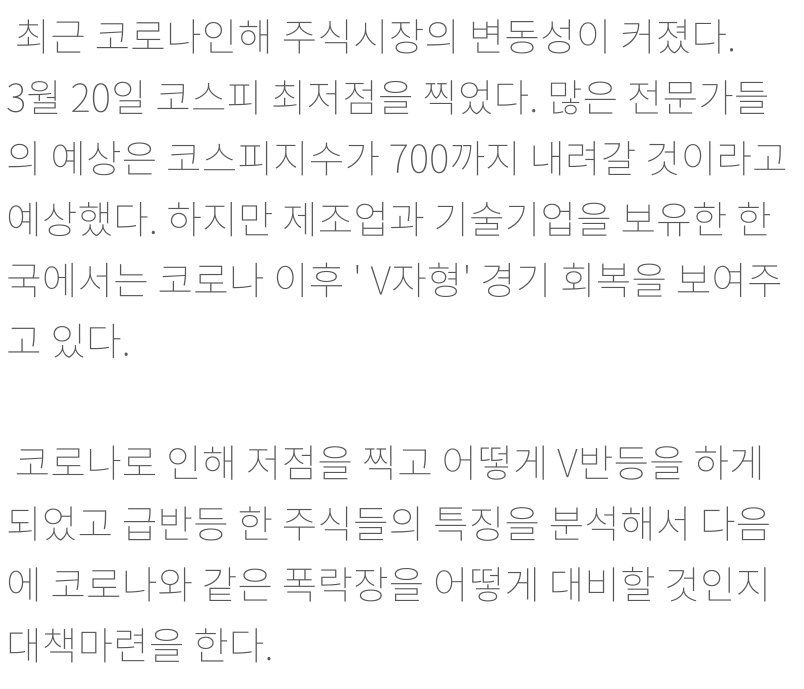 최근 코로나인해 주식시장의 변동성이 커졌다.
3월 20일 코스피 최저점을 찍었다. 많은 전문가들
의 예상은 코스피지수가 700까지 내려갈 것이라고
예상했다. 하지만 제조업과 기술기업을 보유한 한
국에서는 코로나 이후 ' V자형' 경기 회복을 보여주
고 있다.
코로나로 인해 저점을 찍고 어떻게 V반등을 하게
되었고 급반등 한 주식들의 특징을 분석해서 다음
에 코로나와 같은 폭락장을 어떻게 대비할 것인지
대책마련을 한다.